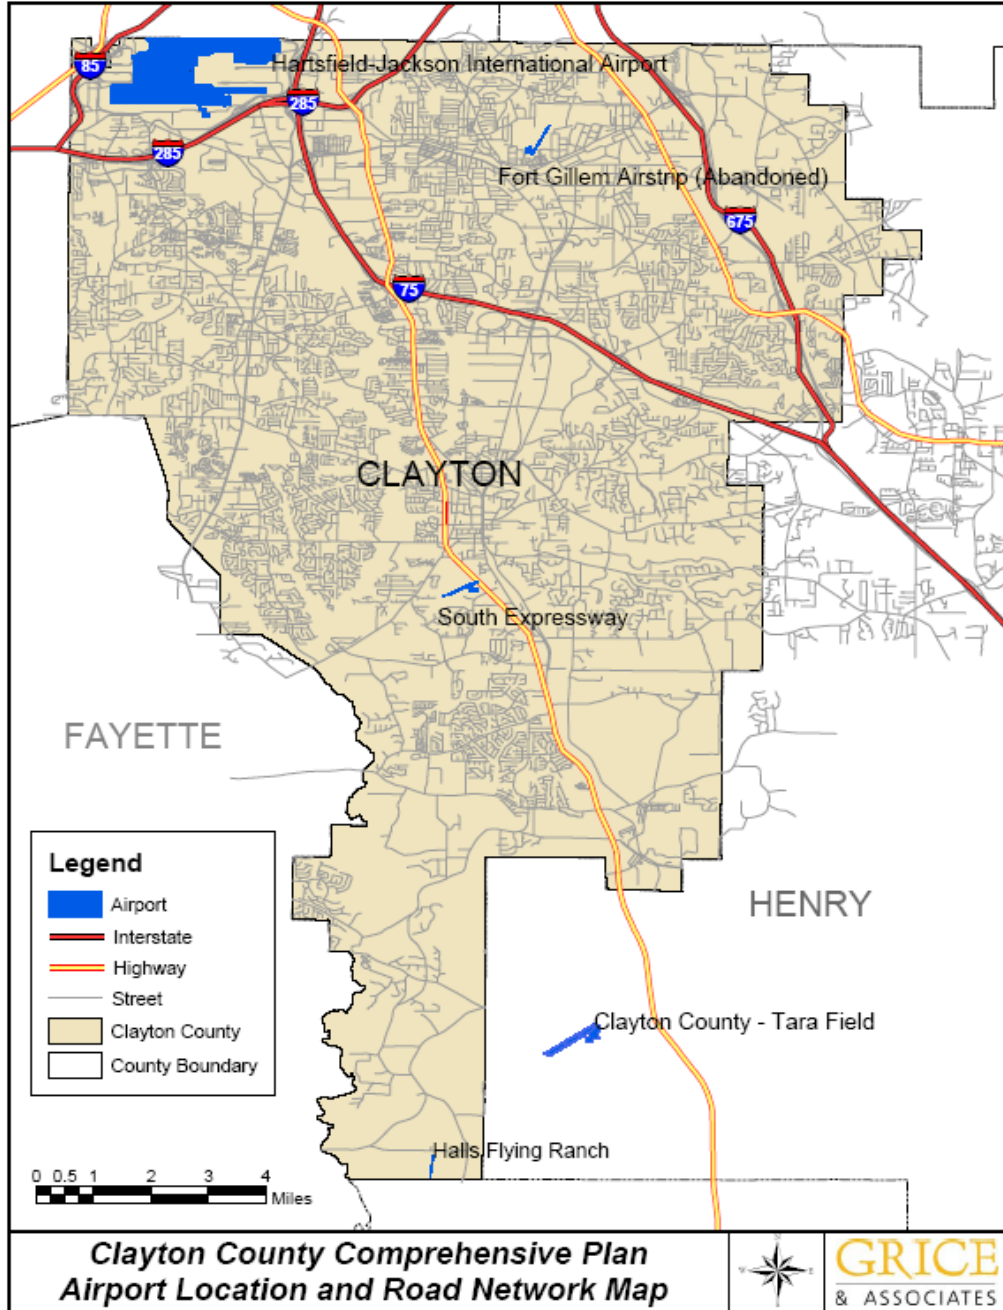 85
Hartsfield-Jackson International Airport
285
285
Fort Gillem Airstrip (Abandoned)
675
75
CLAYTON
South Expressway
FAYETTE
HENRY
Legend
Airport
Interstate
Highway
Street
Clayton County
County Boundary
Clayton County - Tara Field
Halls Flying Ranch
0 0.5 1 2 3 4
Miles
Clayton County Comprehensive Plan
Airport Location and Road Network Map
GRICE
& ASSOCIATES